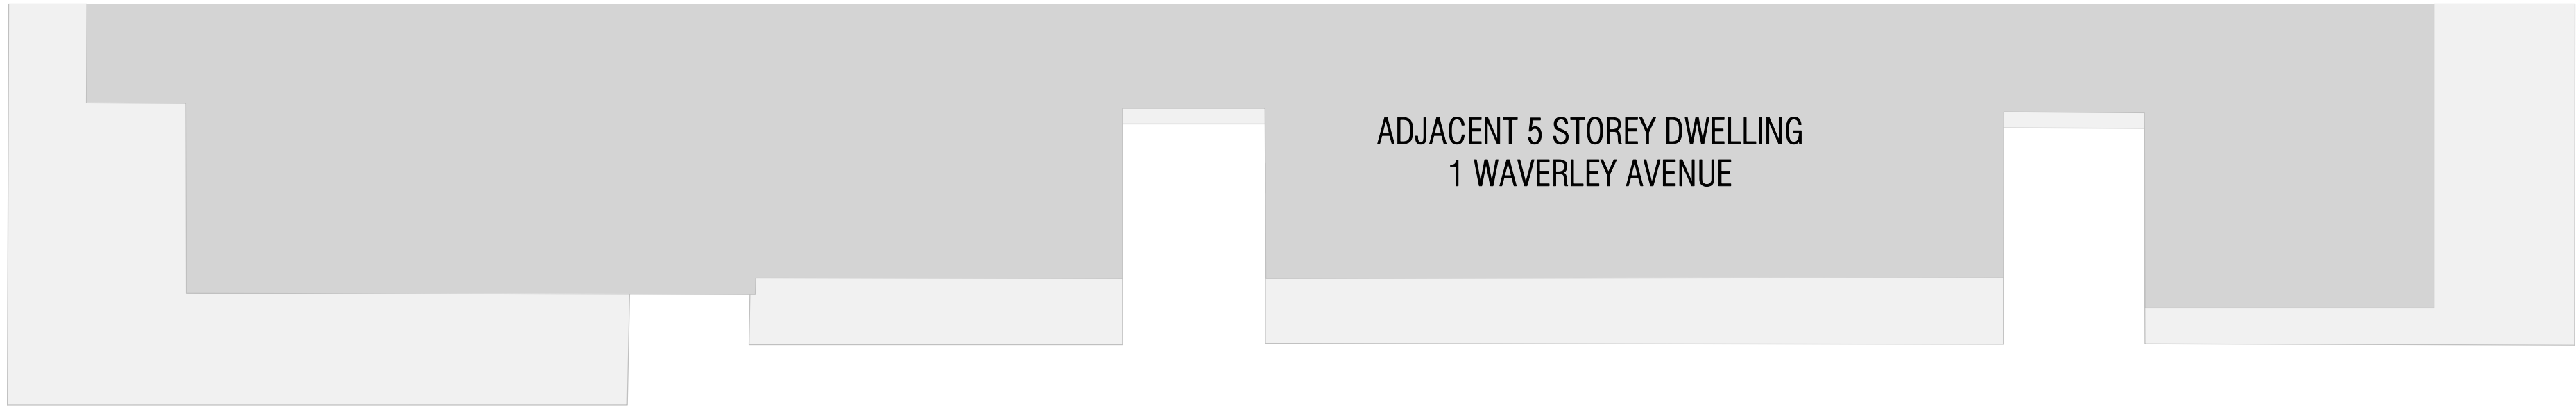 ADJACENT 5 STOREY DWELLING
1 WAVERLEY AVENUE